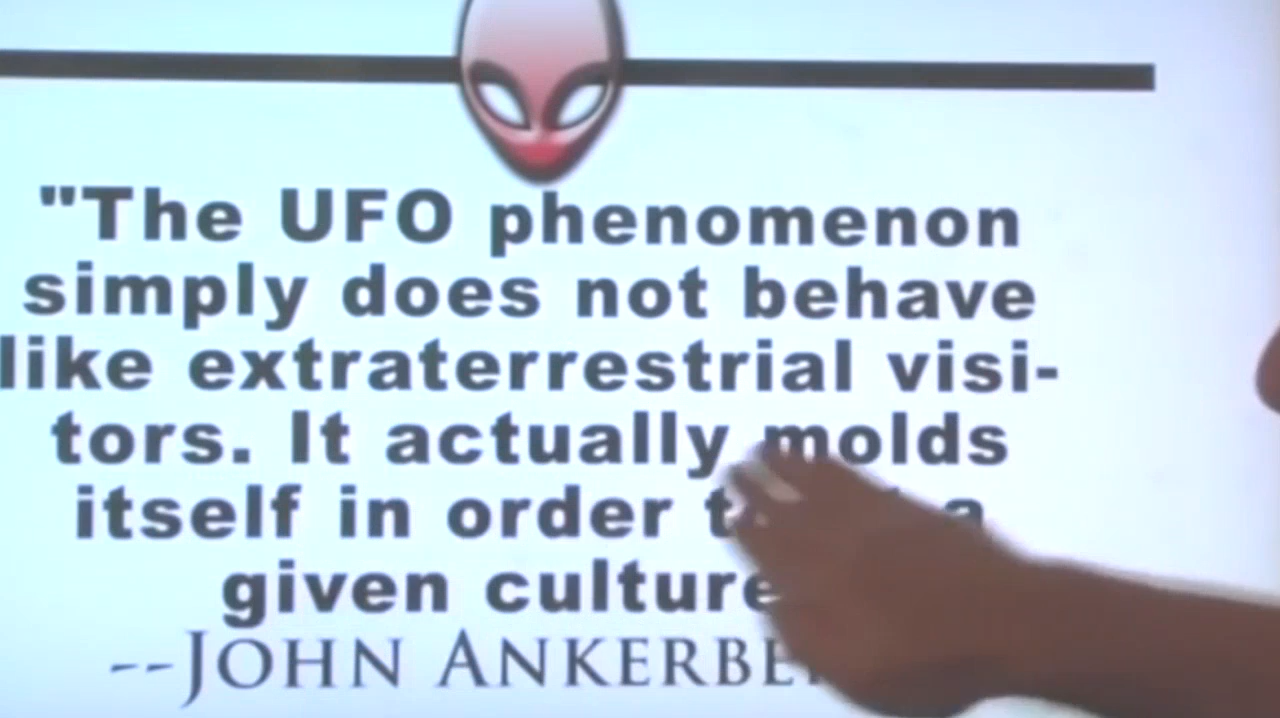 "The UFO phenomenon
simply does not behave
like extraterrestrial visi-
tors. It actually molds
itself in order a
given culture
--JOHN ANKERBE